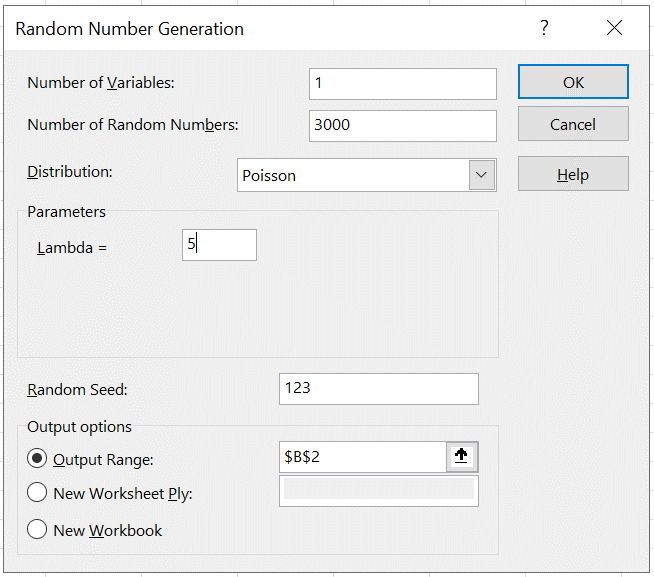 Random Number Generation ?
Number of Variables: 1 OK
Number of Random Numbers: 3000 Cancel
Distribution: Poisson Help
Parameters
Lambda = 5
Random Seed: 123
Output options
Output Range: $B$2
New Worksheet Ply:
New Workbook